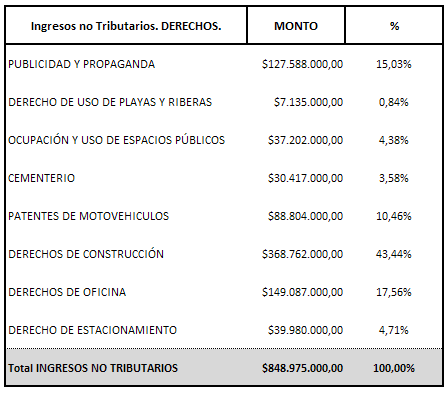 Ingresos no Tributarios. DERECHOS. MONTO %
PUBLICIDAD Y PROPAGANDA $127.588.000,00 15,03%
DERECHO DE USO DE PLAYAS Y RIBERAS $7.135.000,00 0,84%
OCUPACIÓN Y USO DE ESPACIOS PÚBLICOS $37.202.000,00 4,38%
CEMENTERIO $30.417.000,00 3,58%
PATENTES DE MOTOVEHICULOS $88.804.000,00 10,46%
DERECHOS DE CONSTRUCCIÓN $368.762.000,00 43,44%
DERECHOS DE OFICINA $149.087.000,00 17,56%
DERECHO DE ESTACIONAMIENTO $39.980.000,00 4,71%
Total INGRESOS NO TRIBUTARIOS $848.975.000,00 100,00%